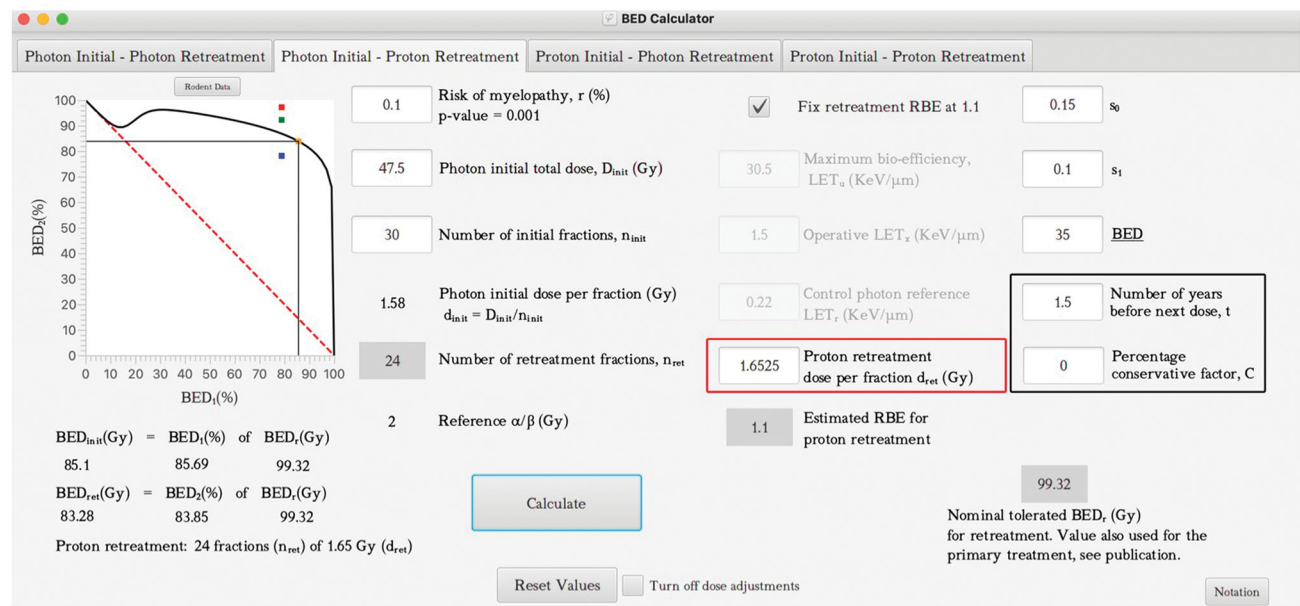 BED Calculator
Photon Initial - Photon Retreatment
Photon Initial - Proton Retreatment
Proton Initial - Photon Retreatment
Proton Initial - Proton Retreatment
Rodent Data
100
90
80
70
60
50
40
30
20
10
0
BED₂(%)
0 10 20 30 40 50 60 70 80 90 100
BED₁(%)
BEDᵢₙᵢₜ(Gy) = BED₁(%) of BEDᵣ(Gy)
85.1 85.69 99.32
BEDᵣₑₜ(Gy) = BED₂(%) of BEDᵣ(Gy)
83.28 83.85 99.32
Proton retreatment: 24 fractions (nᵣₑₜ) of 1.65 Gy (dᵣₑₜ)
0.1
Risk of myelopathy, r (%)
p-value = 0.001
47.5
Photon initial total dose, Dᵢₙᵢₜ (Gy)
30
Number of initial fractions, nᵢₙᵢₜ
1.58
Photon initial dose per fraction (Gy)
dᵢₙᵢₜ = Dᵢₙᵢₜ/nᵢₙᵢₜ
24
Number of retreatment fractions, nᵣₑₜ
2
Reference α/β (Gy)
Calculate
Reset Values
Turn off dose adjustments
Fix retreatment RBE at 1.1
30.5
Maximum bio-efficiency,
LETᵤ (KeV/μm)
1.5
Operative LETₓ (KeV/μm)
0.22
Control photon reference
LETᵣ (KeV/μm)
1.6525
Proton retreatment
dose per fraction dᵣₑₜ (Gy)
1.1
Estimated RBE for
proton retreatment
0.15
s₀
0.1
s₁
35
BED
1.5
Number of years
before next dose, t
0
Percentage
conservative factor, C
99.32
Nominal tolerated BEDᵣ (Gy)
for retreatment. Value also used for the
primary treatment, see publication.
Notation